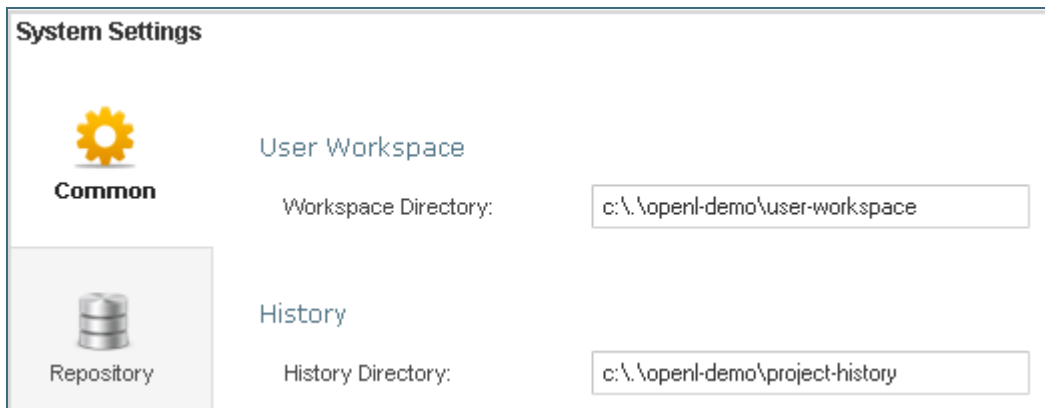 System Settings
Common
User Workspace
Workspace Directory: c:\.\openl-demo\user-workspace
Repository
History
History Directory: c:\.\openl-demo\project-history